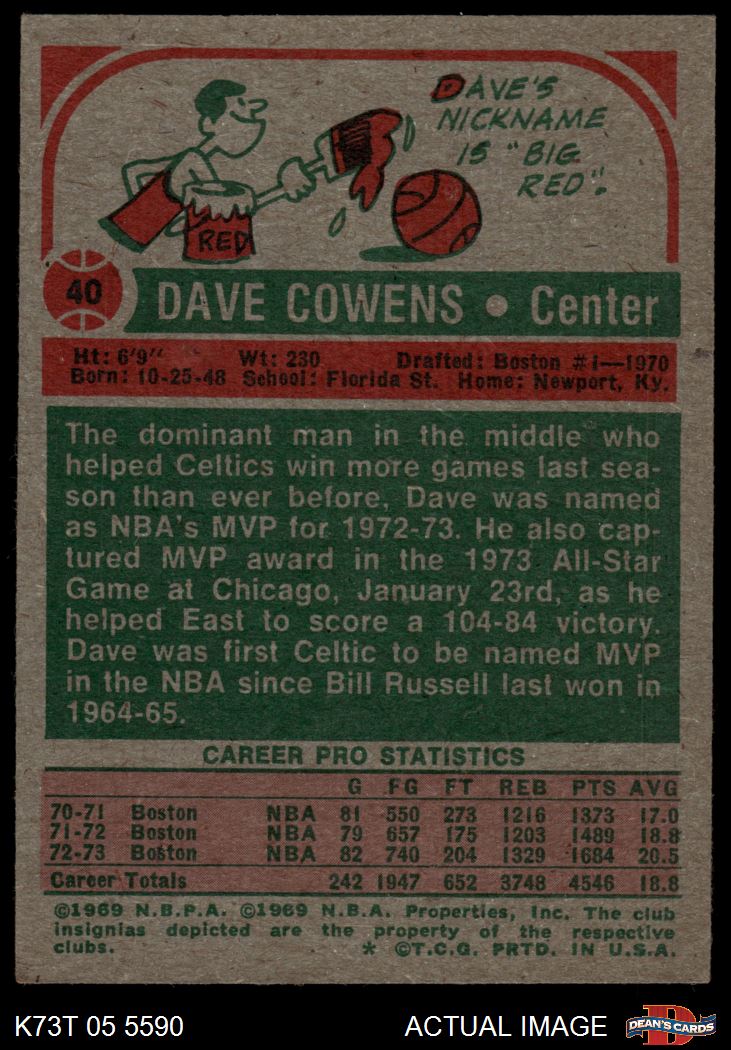 DAVE'S
NICKNAME
IS "BIG
RED".
RED
40
DAVE COWENS • Center
Ht: 6'9" Wt: 230 Drafted: Boston #1—1970
Born: 10-25-48 School: Florida St. Home: Newport, Ky.
The dominant man in the middle who
helped Celtics win more games last sea-
son than ever before, Dave was named
as NBA's MVP for 1972-73. He also cap-
tured MVP award in the 1973 All-Star
Game at Chicago, January 23rd, as he
helped East to score a 104-84 victory.
Dave was first Celtic to be named MVP
in the NBA since Bill Russell last won in
1964-65.
CAREER PRO STATISTICS
G FG FT REB PTS AVG
70-71 Boston NBA 81 550 273 1216 1373 17.0
71-72 Boston NBA 79 657 175 1203 1489 18.8
72-73 Boston NBA 82 740 204 1329 1684 20.5
Career Totals 242 1947 652 3748 4546 18.8
©1969 N.B.P.A. ©1969 N.B.A. Properties, Inc. The club
insignias depicted are the property of the respective
clubs. * ©T.C.G. PRTD. IN U.S.A.
K73T 05 5590 ACTUAL IMAGE
DEAN'S CARDS